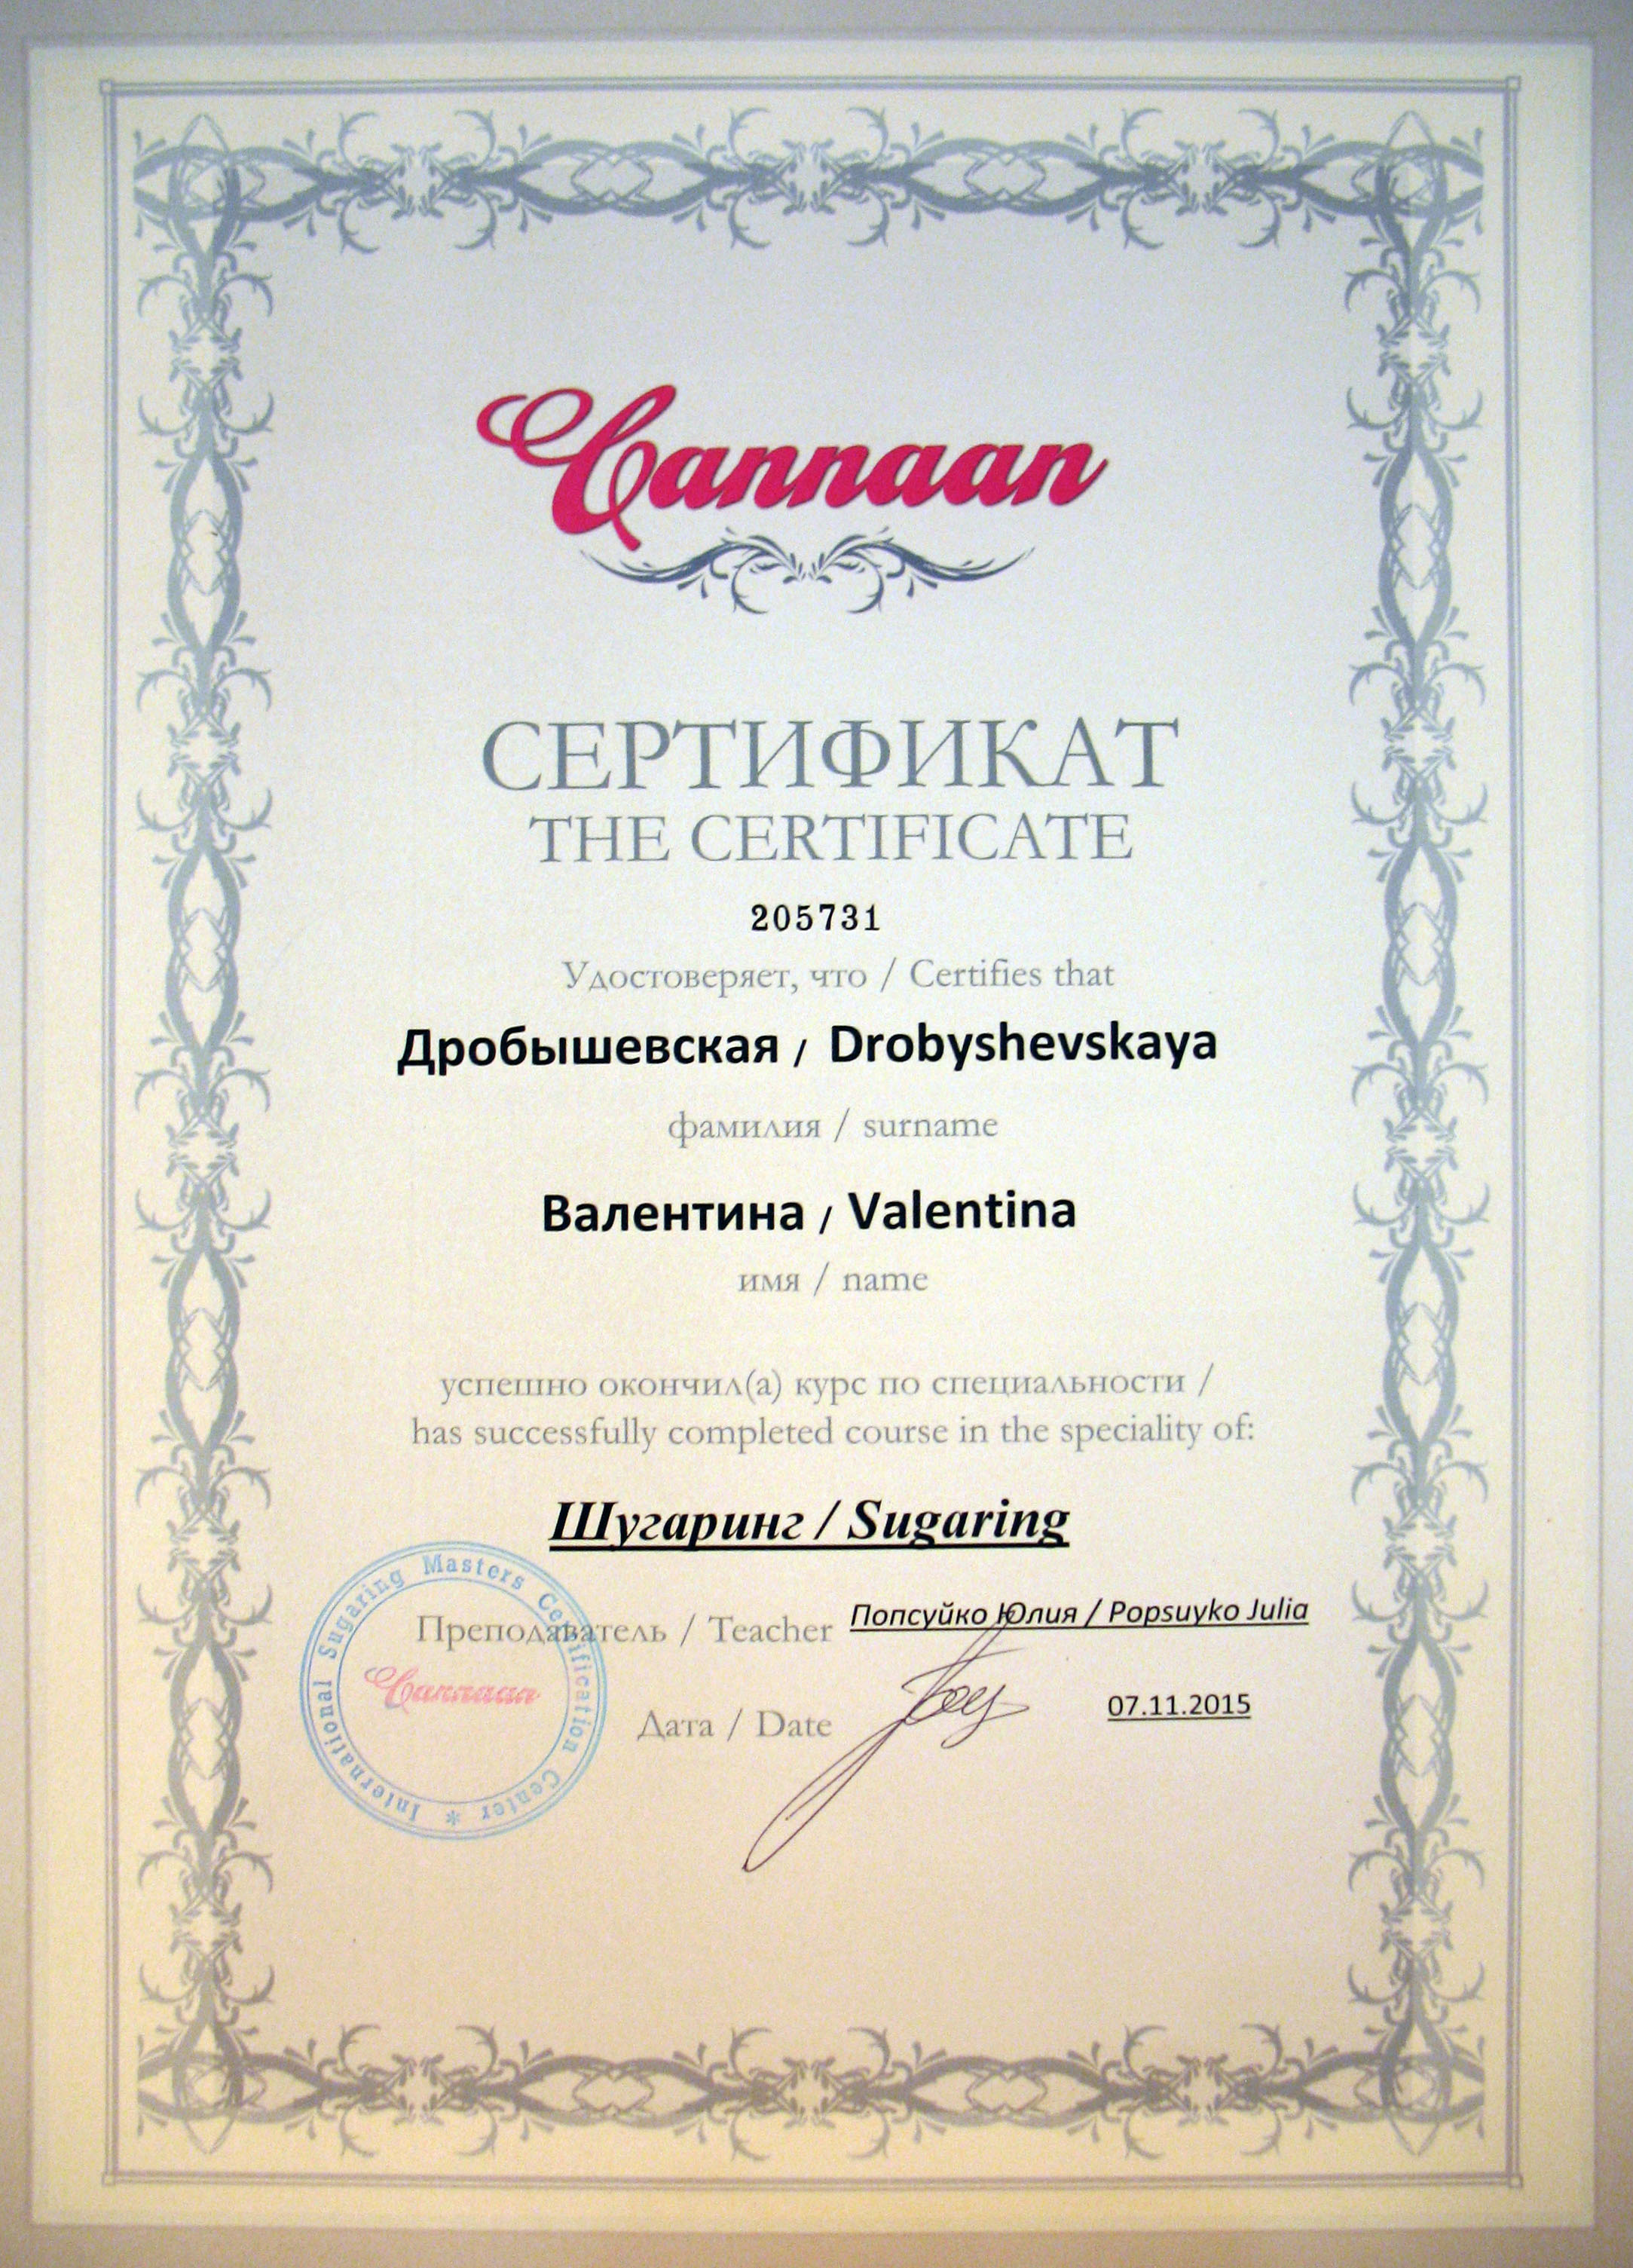 Cannaan
СЕРТИФИКАТ
THE CERTIFICATE
205731
Удостоверяет, что / Certifies that
Дробышевская / Drobyshevskaya
фамилия / surname
Валентина / Valentina
имя / name
успешно окончил(а) курс по специальности /
has successfully completed course in the speciality of:
Шугаринг / Sugaring
Преподаватель / Teacher Попсуйко Юлия / Popsuyko Julia
Дата / Date 07.11.2015
International Sugaring Masters Certification Center *
Cannaan